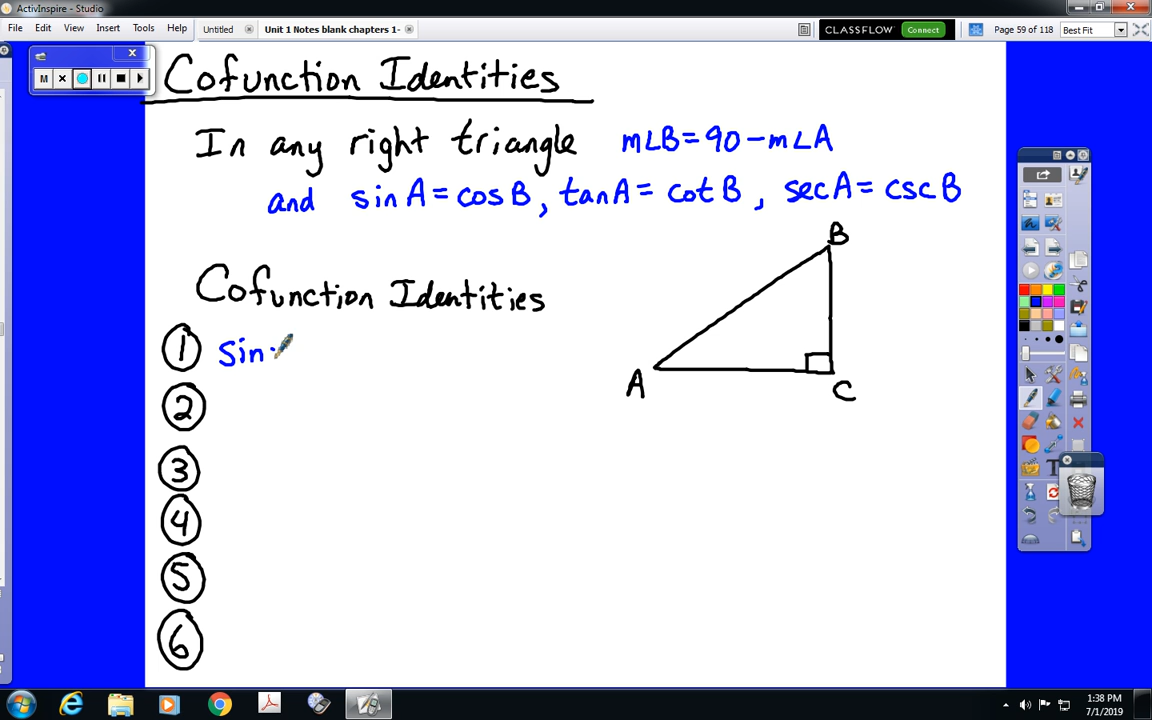 ActivInspire - Studio
File Edit View Insert Tools Help
Untitled
Unit 1 Notes blank chapters 1-
CLASSFLOW Connect
Page 59 of 118
Best Fit
M
Cofunction Identities
In any right triangle m∠B=90-m∠A
and sin A = cos B, tan A = cot B, sec A = csc B
B
Cofunction Identities
1 sin
A
C
2
3
4
5
6
T
1:38 PM
7/1/2019